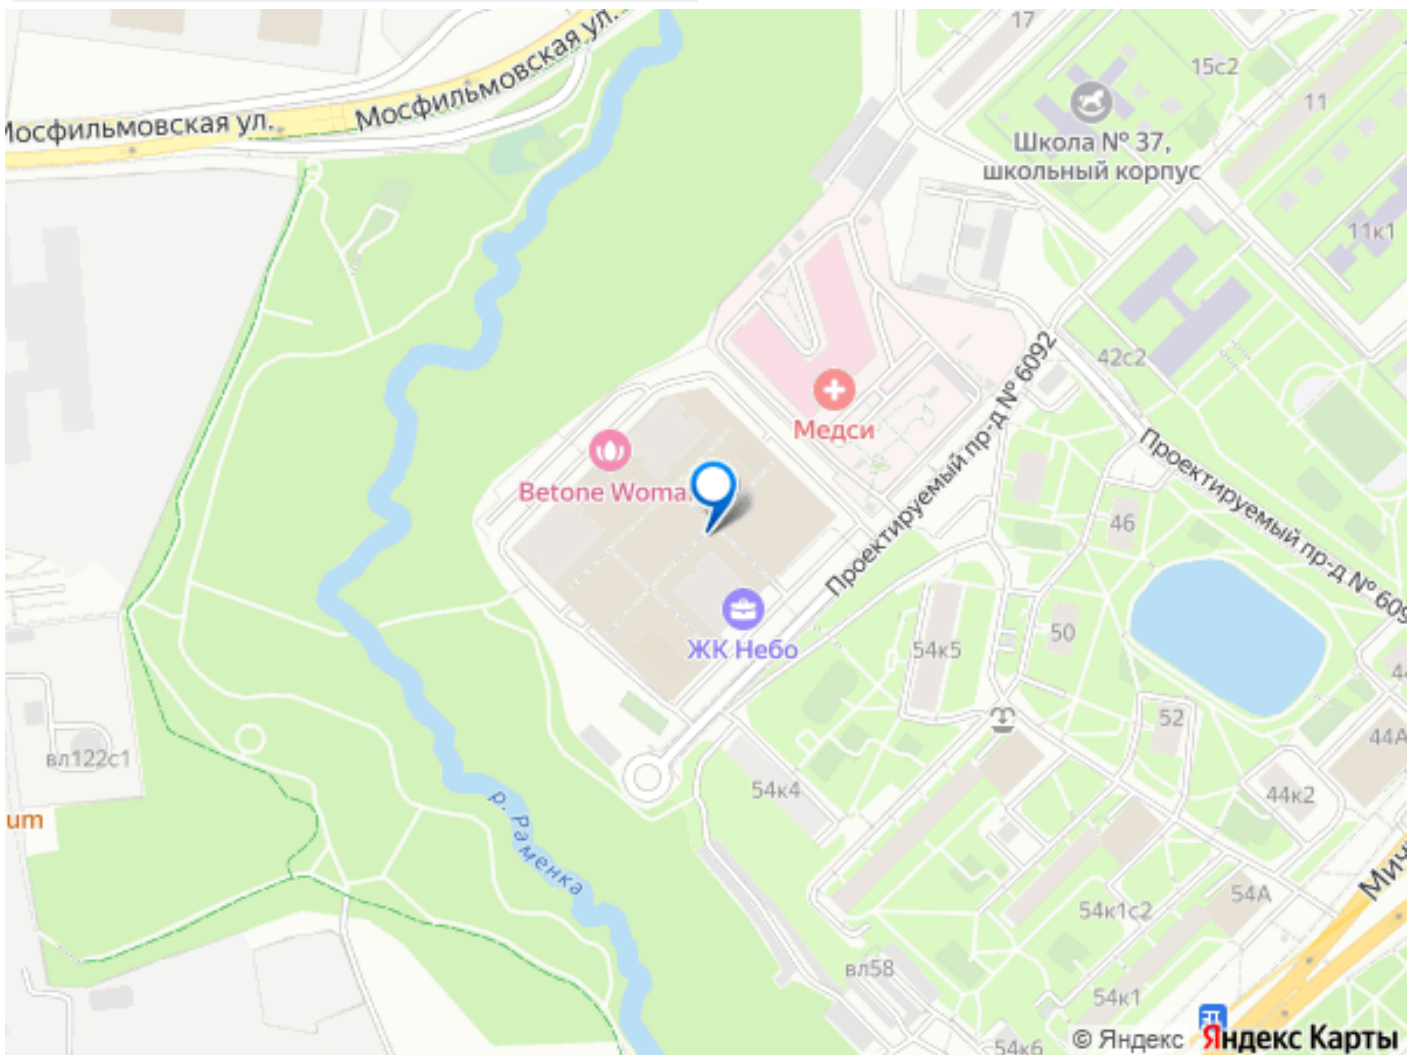 17
15с2
Мосфильмовская ул.
11
Мосфильмовская ул.
Школа № 37,
школьный корпус
11к1
42с2
Медси
Проектируемый пр-д № 6092
Betone Woma
46
Проектируемый пр-д № 609
ЖК Небо
54к5
50
52
44А
вл122с1
54к4
44к2
um
р. Раменка
Мич
54А
54к1с2
вл58
54к1
54к6
© Яндекс Яндекс Карты